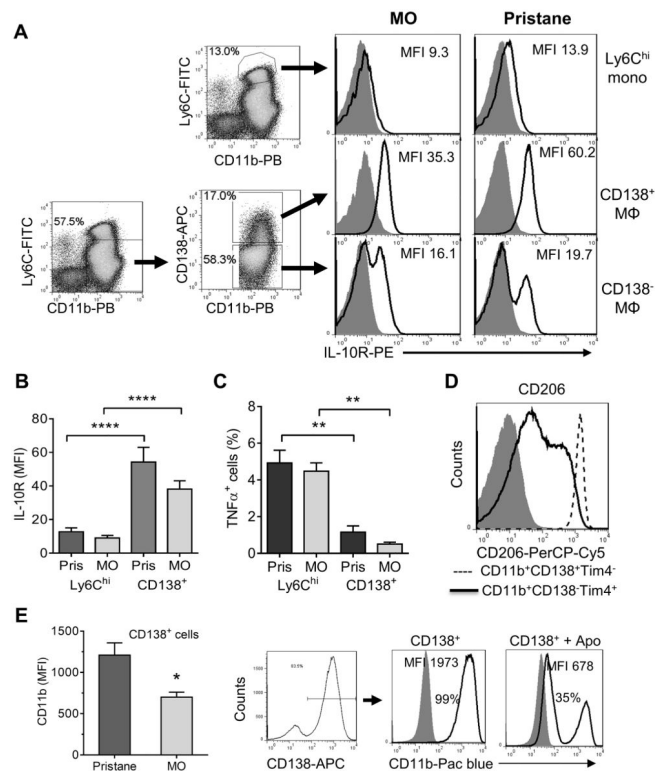 A
MO
Pristane
13.0%
Ly6C-FITC
CD11b-PB
MFI 9.3
MFI 13.9
Ly6Chi
mono
57.5%
Ly6C-FITC
CD11b-PB
17.0%
58.3%
CD138-APC
CD11b-PB
MFI 35.3
MFI 60.2
CD138+
MΦ
MFI 16.1
MFI 19.7
CD138-
MΦ
IL-10R-PE
B
****
****
IL-10R (MFI)
80
60
40
20
0
Pris MO Pris MO
Ly6Chi CD138+
C
**
**
TNFα+ cells (%)
8
6
4
2
0
Pris MO Pris MO
Ly6Chi CD138+
D
CD206
Counts
CD206-PerCP-Cy5
CD11b+CD138+Tim4-
CD11b+CD138-Tim4+
E
CD138+ cells
CD11b (MFI)
1500
1000
500
0
*
Pristane MO
Counts
CD138-APC
CD138+
MFI 1973
99%
CD138+ + Apo
MFI 678
35%
CD11b-Pac blue